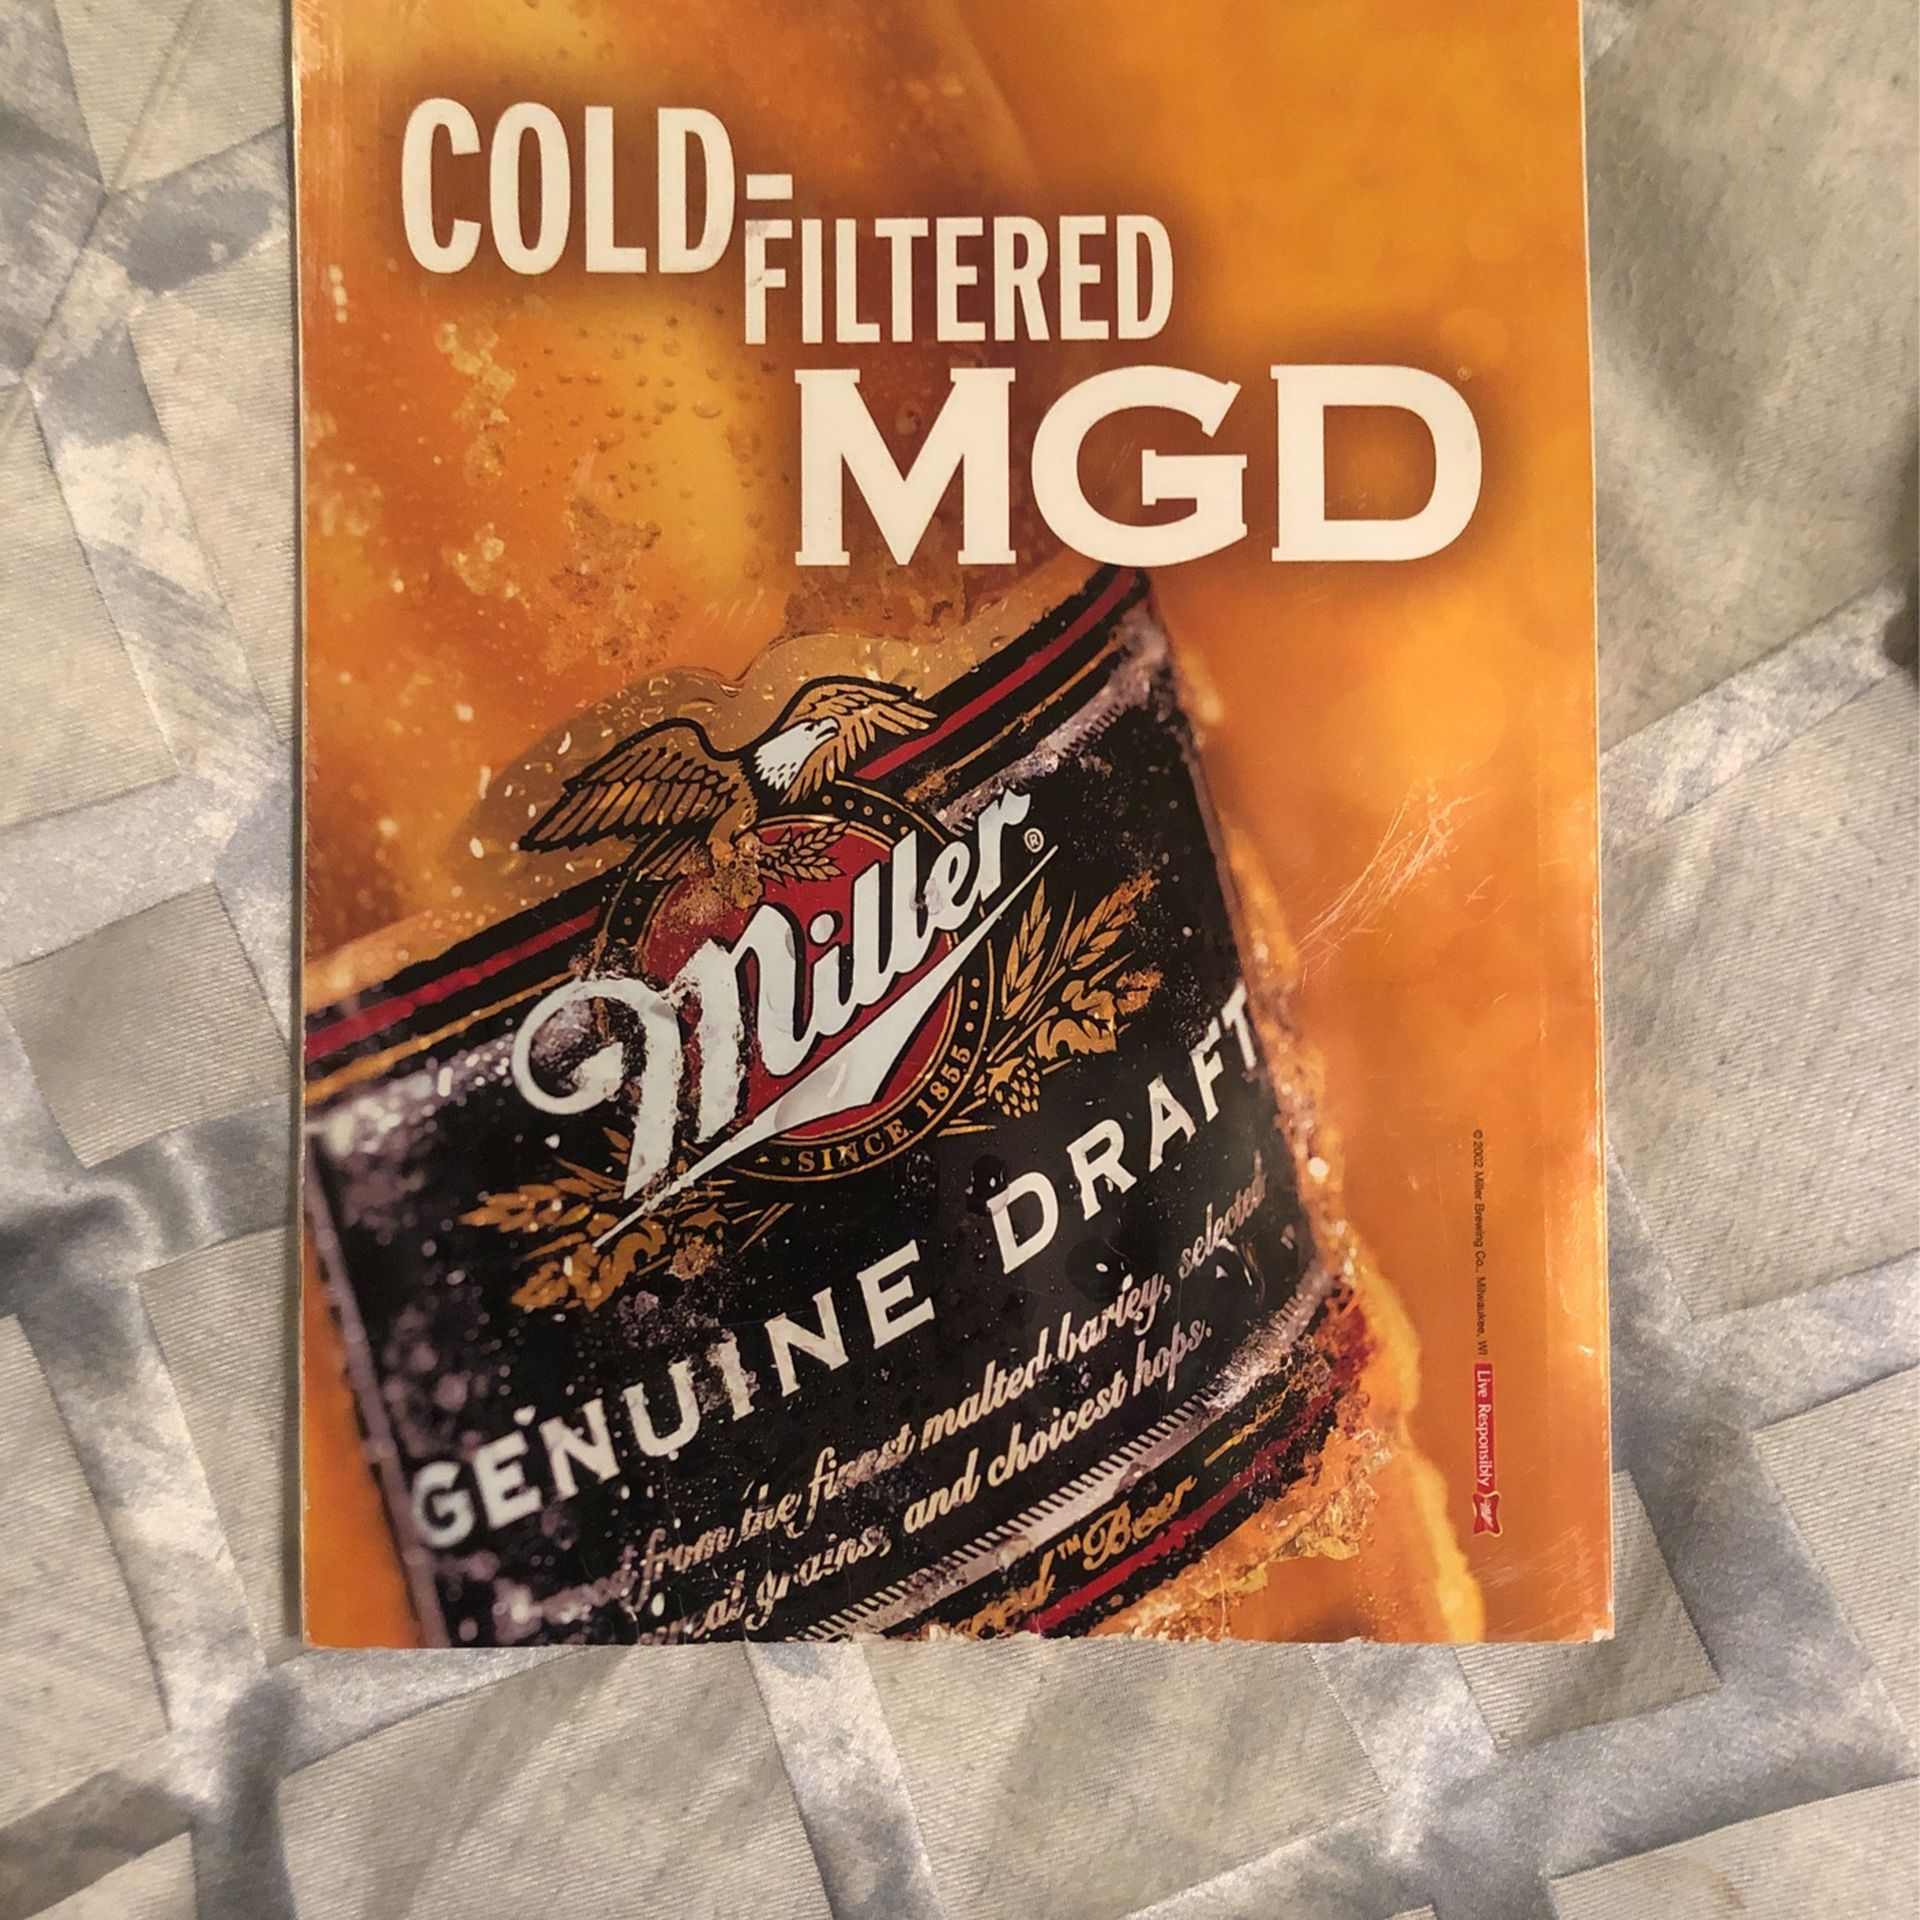 COLD-
FILTERED
MGD®
Miller®
SINCE 1855
GENUINE DRAFT
from the finest malted barley, selected
grains, and choicest hops.
™ Beer
© 2002 Miller Brewing Co., Milwaukee, WI
Live Responsibly